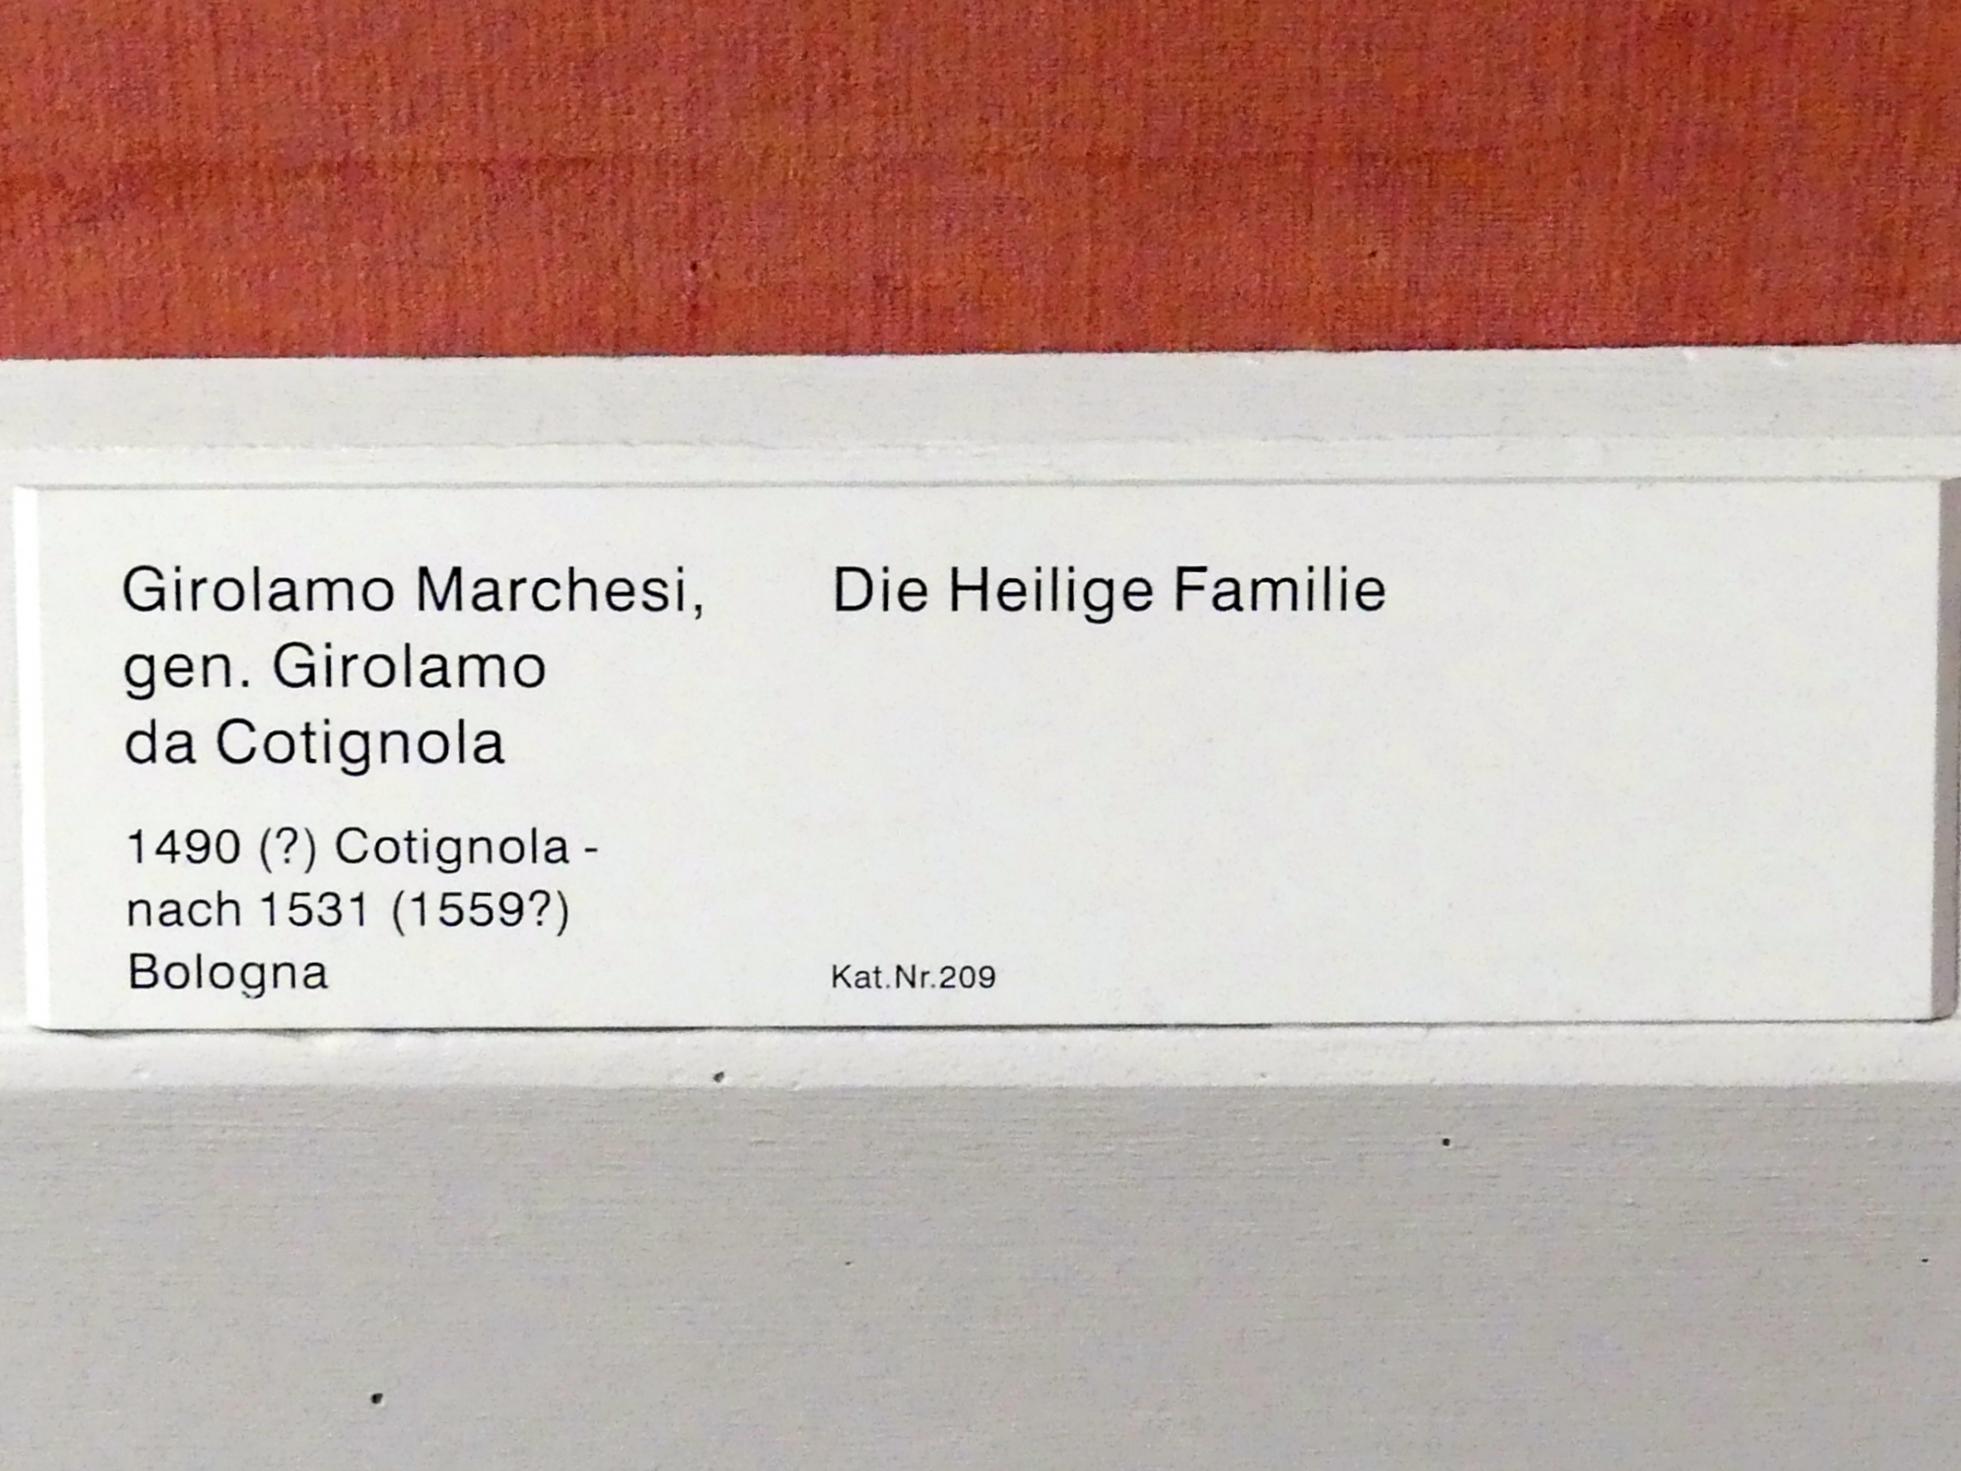 Girolamo Marchesi,
gen. Girolamo
da Cotignola
1490 (?) Cotignola -
nach 1531 (1559?)
Bologna
Die Heilige Familie
Kat.Nr.209